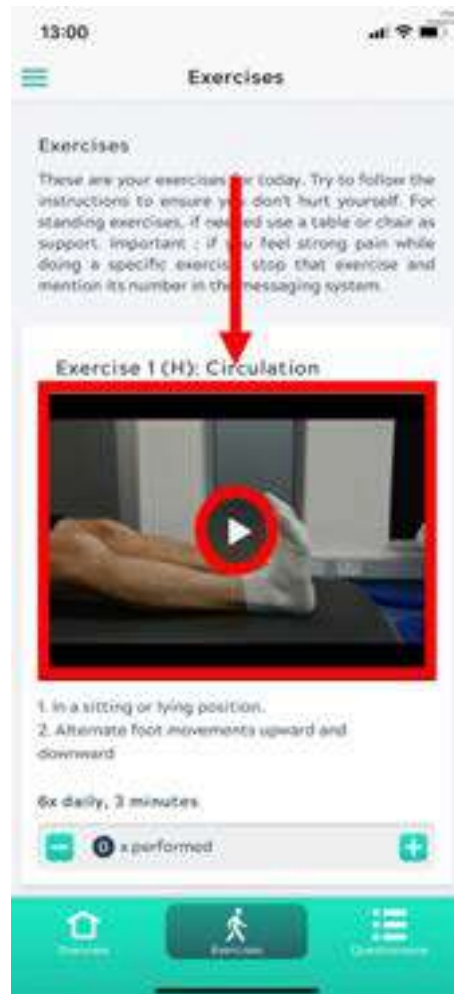 13:00
Exercises
Exercises
These are your exercises for today. Try to follow the
instructions to ensure you don't hurt yourself. For
standing exercises, if needed use a table or chair as
support. Important : if you feel strong pain while
doing a specific exercise, stop that exercise and
mention its number in the messaging system.
Exercise 1 (H): Circulation
1. In a sitting or lying position.
2. Alternate foot movements upward and
downward
6x daily, 3 minutes
0 x performed
Exercises